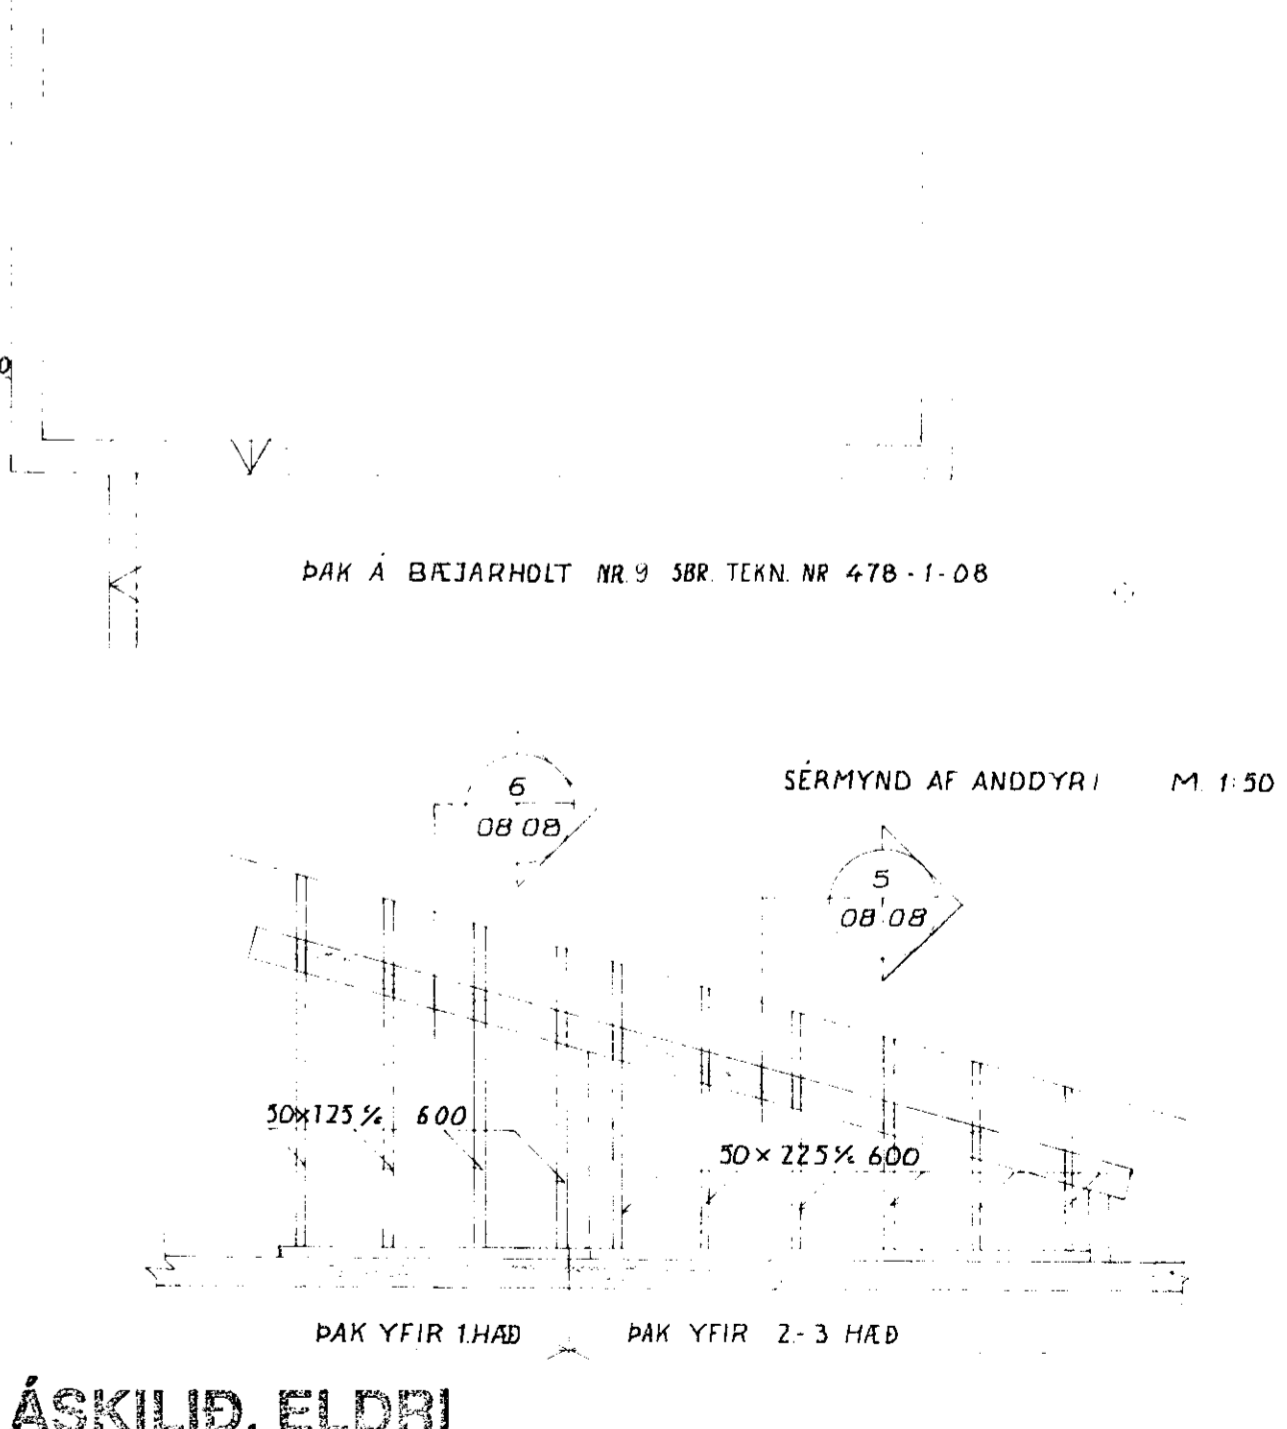 ÞAK Á BÆJARHOLT NR. 9 SBR. TEKN. NR 478-1-08
SÉRMYND AF ANDDYRI M. 1:50
6
08 08
5
08 08
50×125 c/c 600
50×225 c/c 600
ÞAK YFIR 1.HÆÐ
ÞAK YFIR 2.-3 HÆÐ
ÁSKILIÐ. ELDRI